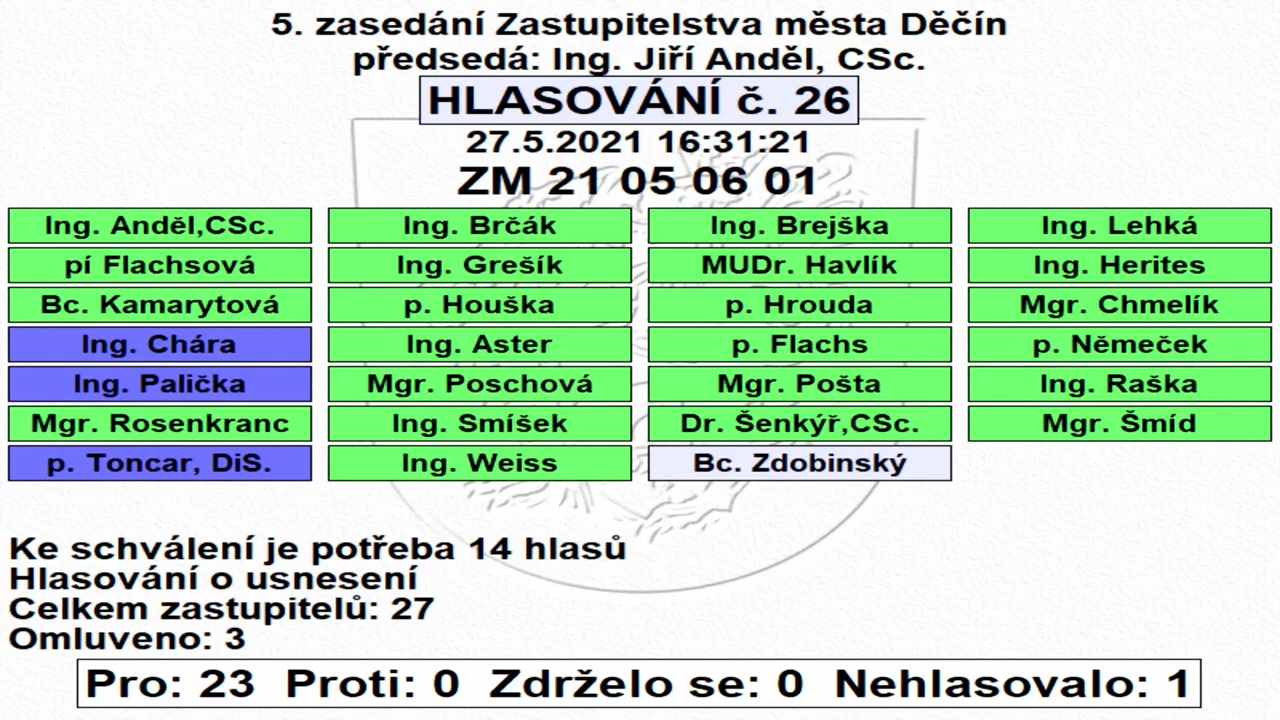 5. zasedání Zastupitelstva města Děčín
předsedá: Ing. Jiří Anděl, CSc.
HLASOVÁNÍ č. 26
27.5.2021 16:31:21
ZM 21 05 06 01
Ing. Anděl,CSc. Ing. Brčák Ing. Brejška Ing. Lehká
pí Flachsová Ing. Grešík MUDr. Havlík Ing. Herites
Bc. Kamarytová p. Houška p. Hrouda Mgr. Chmelík
Ing. Chára Ing. Aster p. Flachs p. Němeček
Ing. Palička Mgr. Poschová Mgr. Pošta Ing. Raška
Mgr. Rosenkranc Ing. Smíšek Dr. Šenkýř,CSc. Mgr. Šmíd
p. Toncar, DiS. Ing. Weiss Bc. Zdobinský
Ke schválení je potřeba 14 hlasů
Hlasování o usnesení
Celkem zastupitelů: 27
Omluveno: 3
Pro: 23 Proti: 0 Zdrželo se: 0 Nehlasovalo: 1